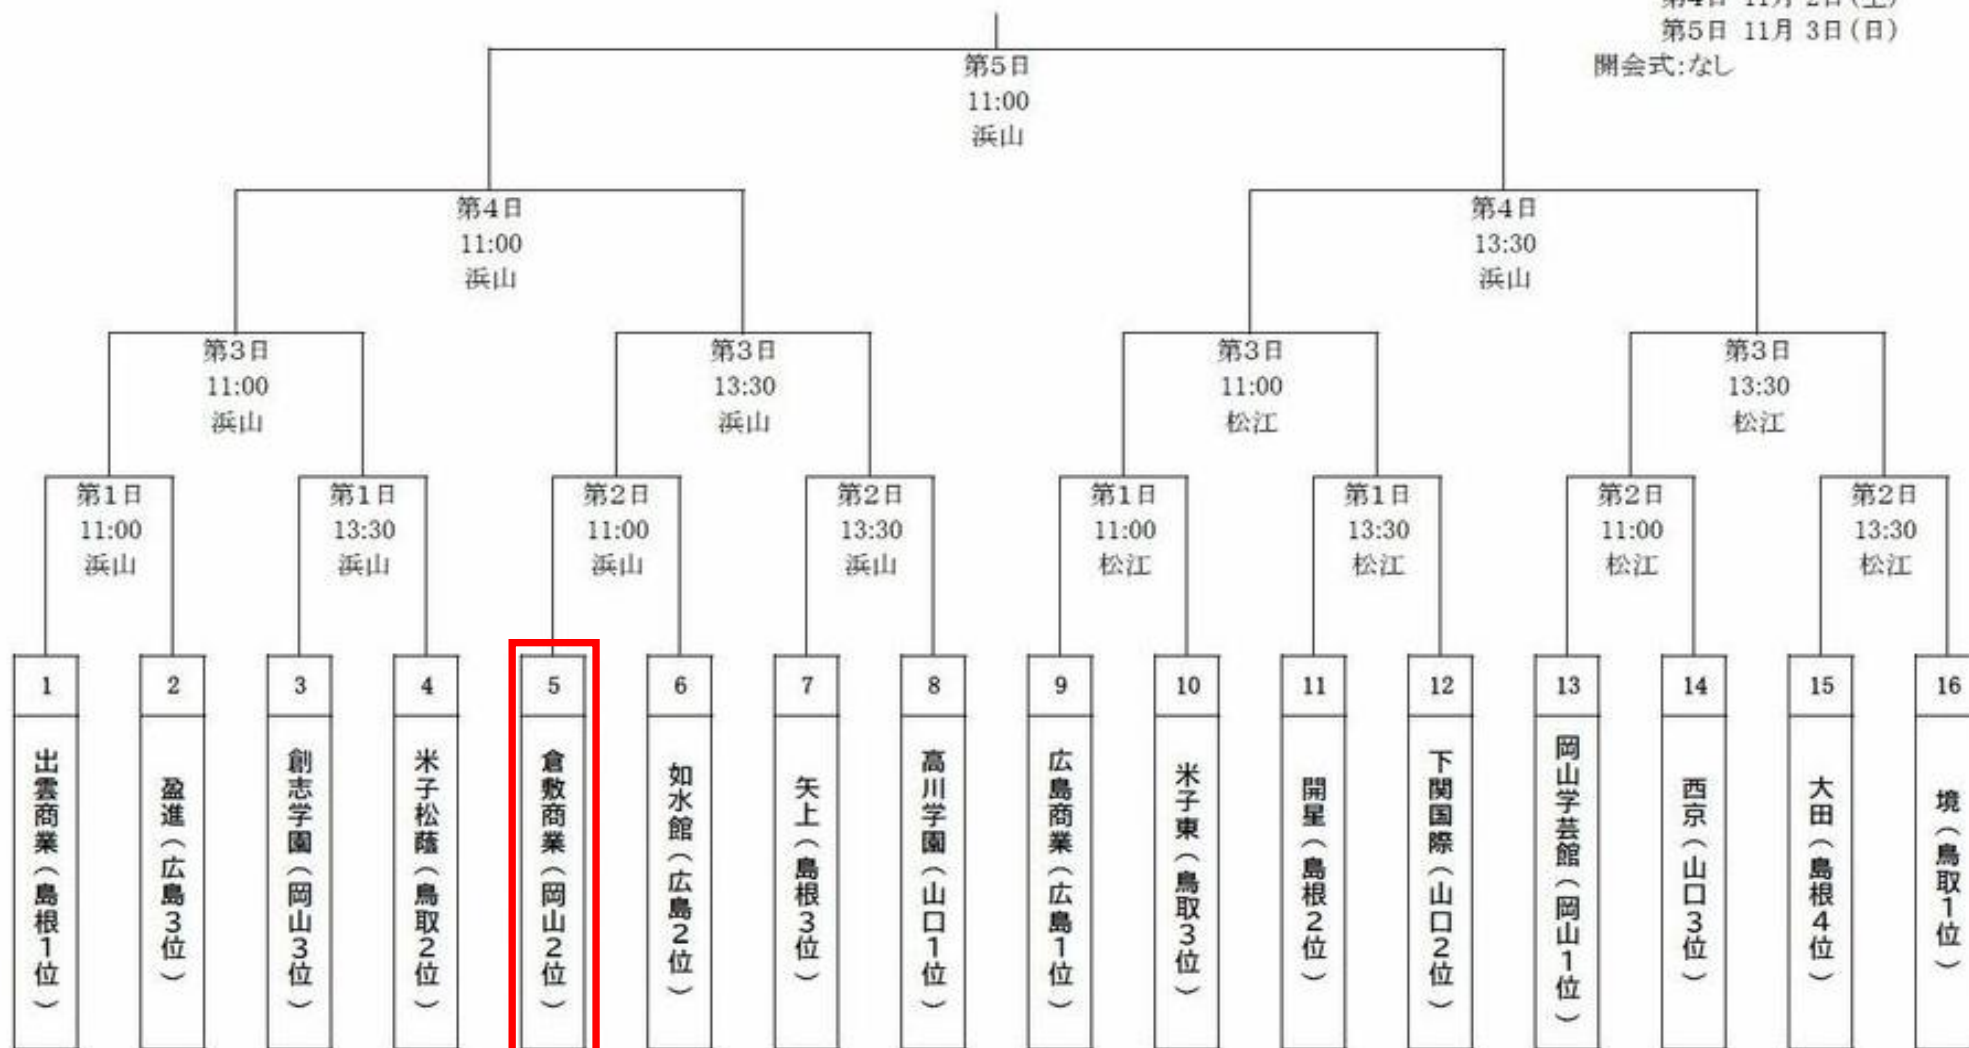 第4日 11月 2日(土)
第5日 11月 3日(日)
開会式:なし
第5日
11:00
浜山
第4日
11:00
浜山
第4日
13:30
浜山
第3日
11:00
浜山
第3日
13:30
浜山
第3日
11:00
松江
第3日
13:30
松江
第1日
11:00
浜山
第1日
13:30
浜山
第2日
11:00
浜山
第2日
13:30
浜山
第1日
11:00
松江
第1日
13:30
松江
第2日
11:00
松江
第2日
13:30
松江
1
出雲商業(島根1位)
2
盈進(広島3位)
3
創志学園(岡山3位)
4
米子松蔭(鳥取2位)
5
倉敷商業(岡山2位)
6
如水館(広島2位)
7
矢上(島根3位)
8
高川学園(山口1位)
9
広島商業(広島1位)
10
米子東(鳥取3位)
11
開星(島根2位)
12
下関国際(山口2位)
13
岡山学芸館(岡山1位)
14
西京(山口3位)
15
大田(島根4位)
16
境(鳥取1位)